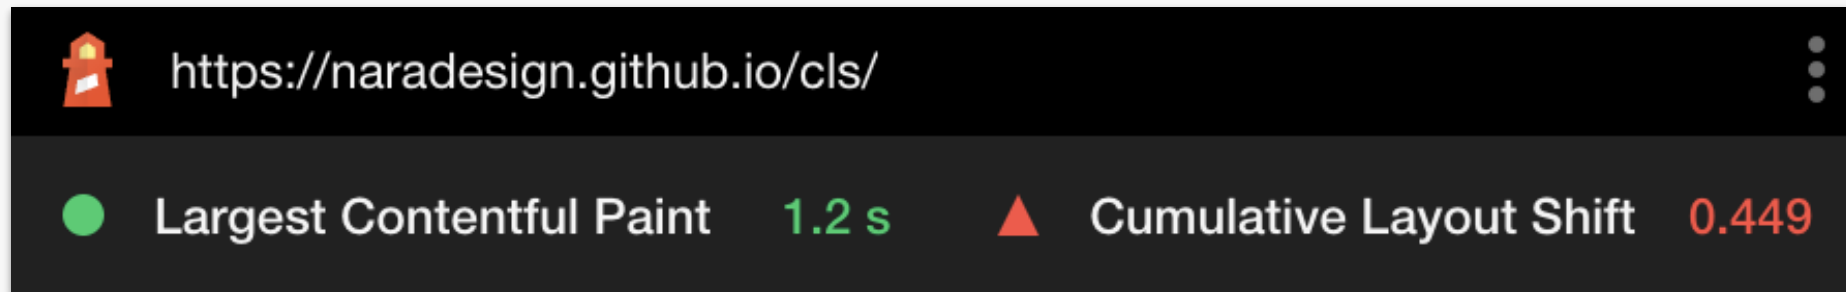 https://naradesign.github.io/cls/
Largest Contentful Paint 1.2 s Cumulative Layout Shift 0.449